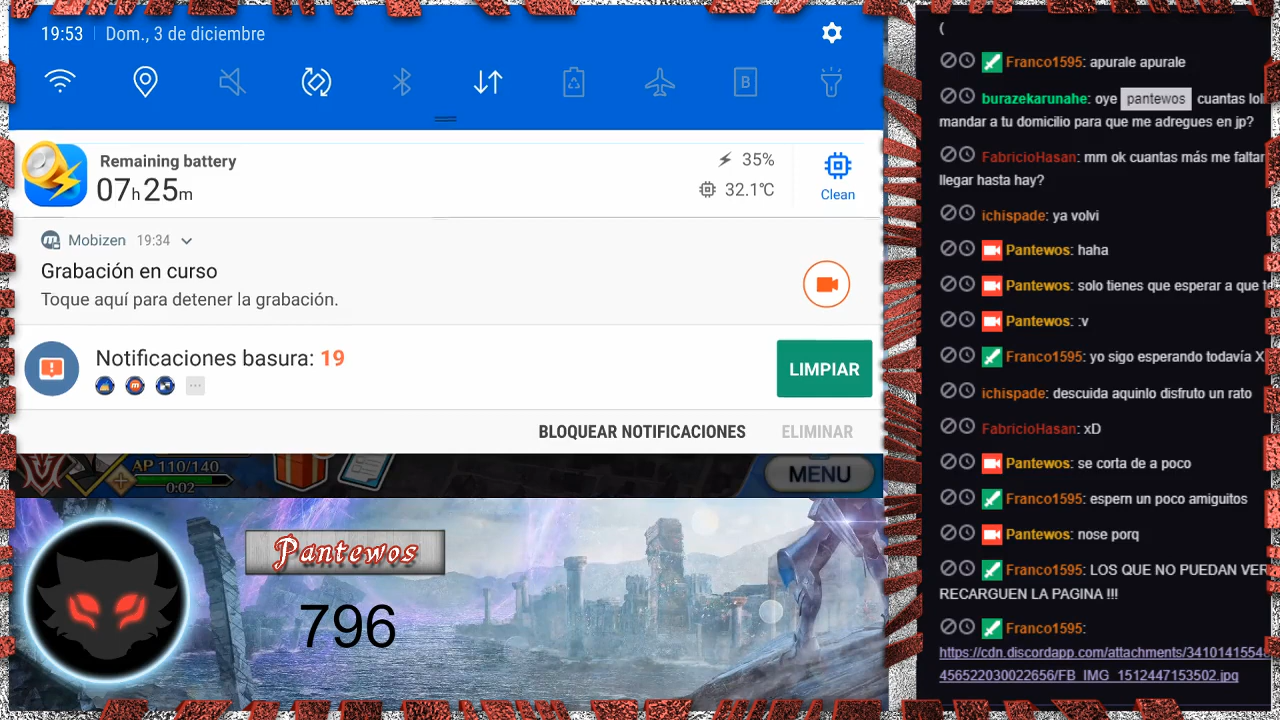 19:53 Dom., 3 de diciembre
B
Remaining battery
07h25m
35%
32.1°C
Clean
Mobizen 19:34
Grabación en curso
Toque aquí para detener la grabación.
Notificaciones basura: 19
LIMPIAR
BLOQUEAR NOTIFICACIONES ELIMINAR
AP 110/140
0:02
MENU
Pantewos
796
(
Franco1595: apurale apurale
burazekarunahe: oye pantewos cuantas
mandar a tu domicilio para que me adregues en jp?
FabricioHasan: mm ok cuantas más me
llegar hasta hay?
ichispade: ya volvi
Pantewos: haha
Pantewos: solo tienes que esperar a que
Pantewos: :v
Franco1595: yo sigo esperando todavía X
ichispade: descuida aquinlo disfruto un rato
FabricioHasan: xD
Pantewos: se corta de a poco
Franco1595: espern un poco amiguitos
Pantewos: nose porq
Franco1595: LOS QUE NO PUEDAN VER
RECARGUEN LA PAGINA !!!
Franco1595:
https://cdn.discordapp.com/attachments/34101415546
456522030022656/FB_IMG_1512447153502.jpg